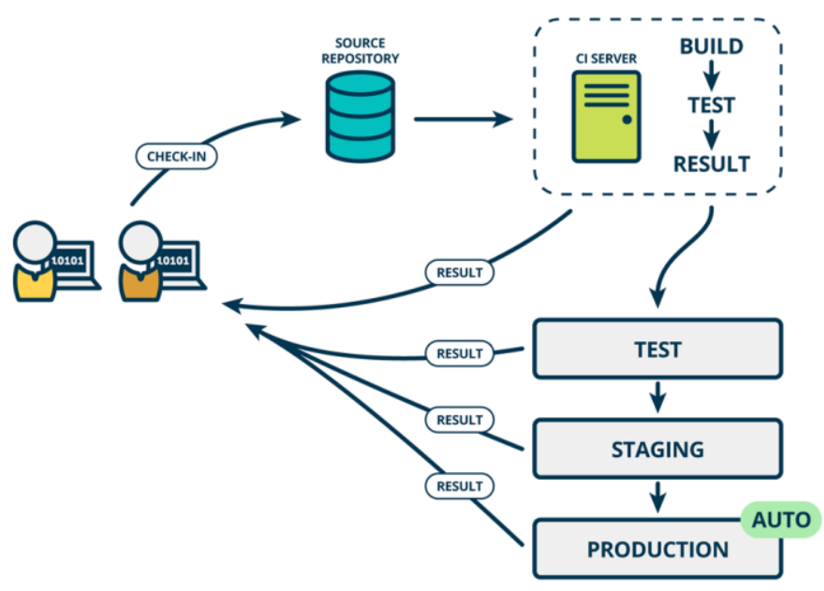 SOURCE
REPOSITORY
CI SERVER
BUILD
TEST
RESULT
CHECK-IN
10101
10101
RESULT
RESULT
TEST
RESULT
STAGING
RESULT
AUTO
PRODUCTION